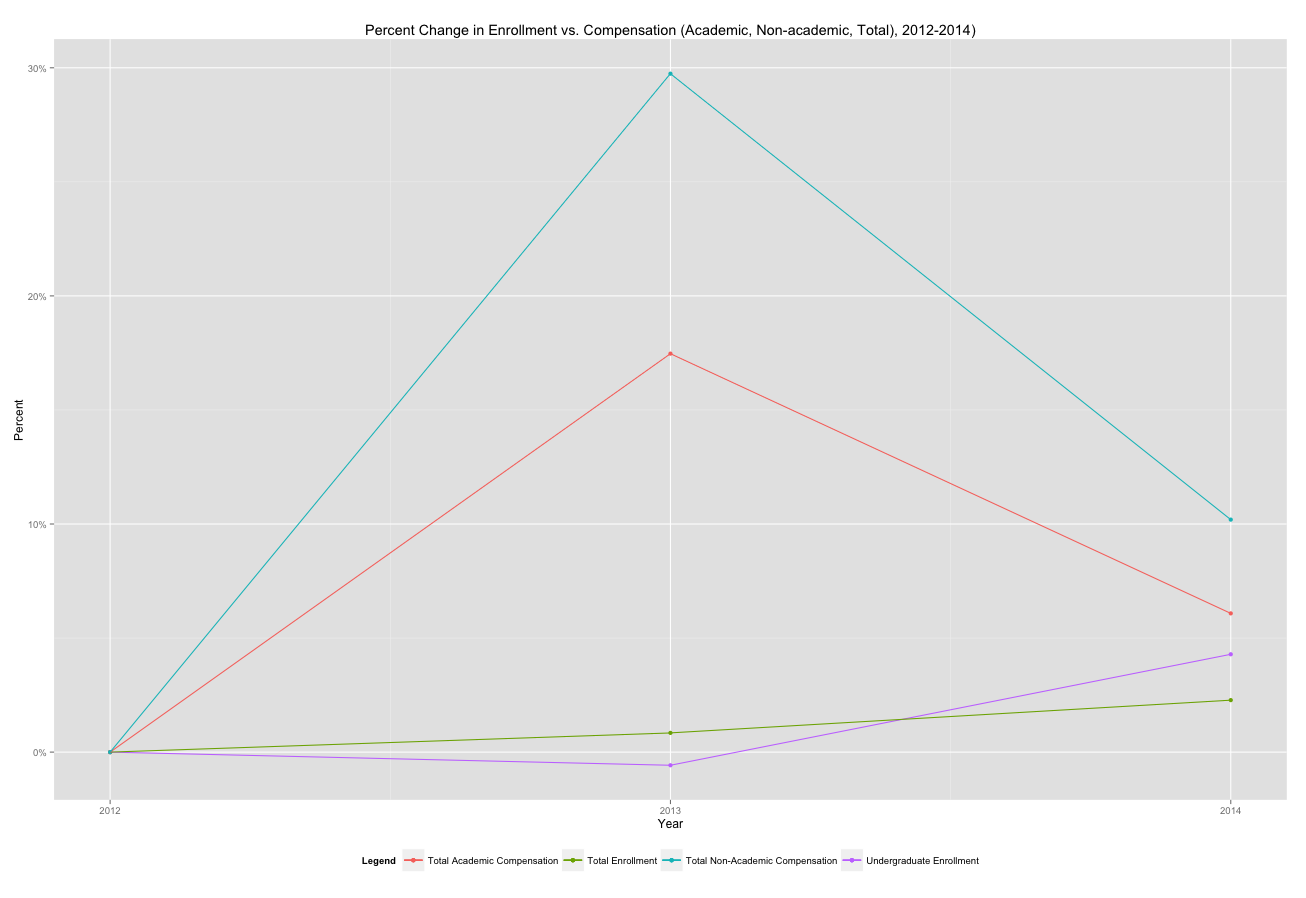 Percent Change in Enrollment vs. Compensation (Academic, Non-academic, Total), 2012-2014)
30%
20%
10%
0%
Percent
2012 2013 2014
Year
Legend Total Academic Compensation Total Enrollment Total Non-Academic Compensation Undergraduate Enrollment